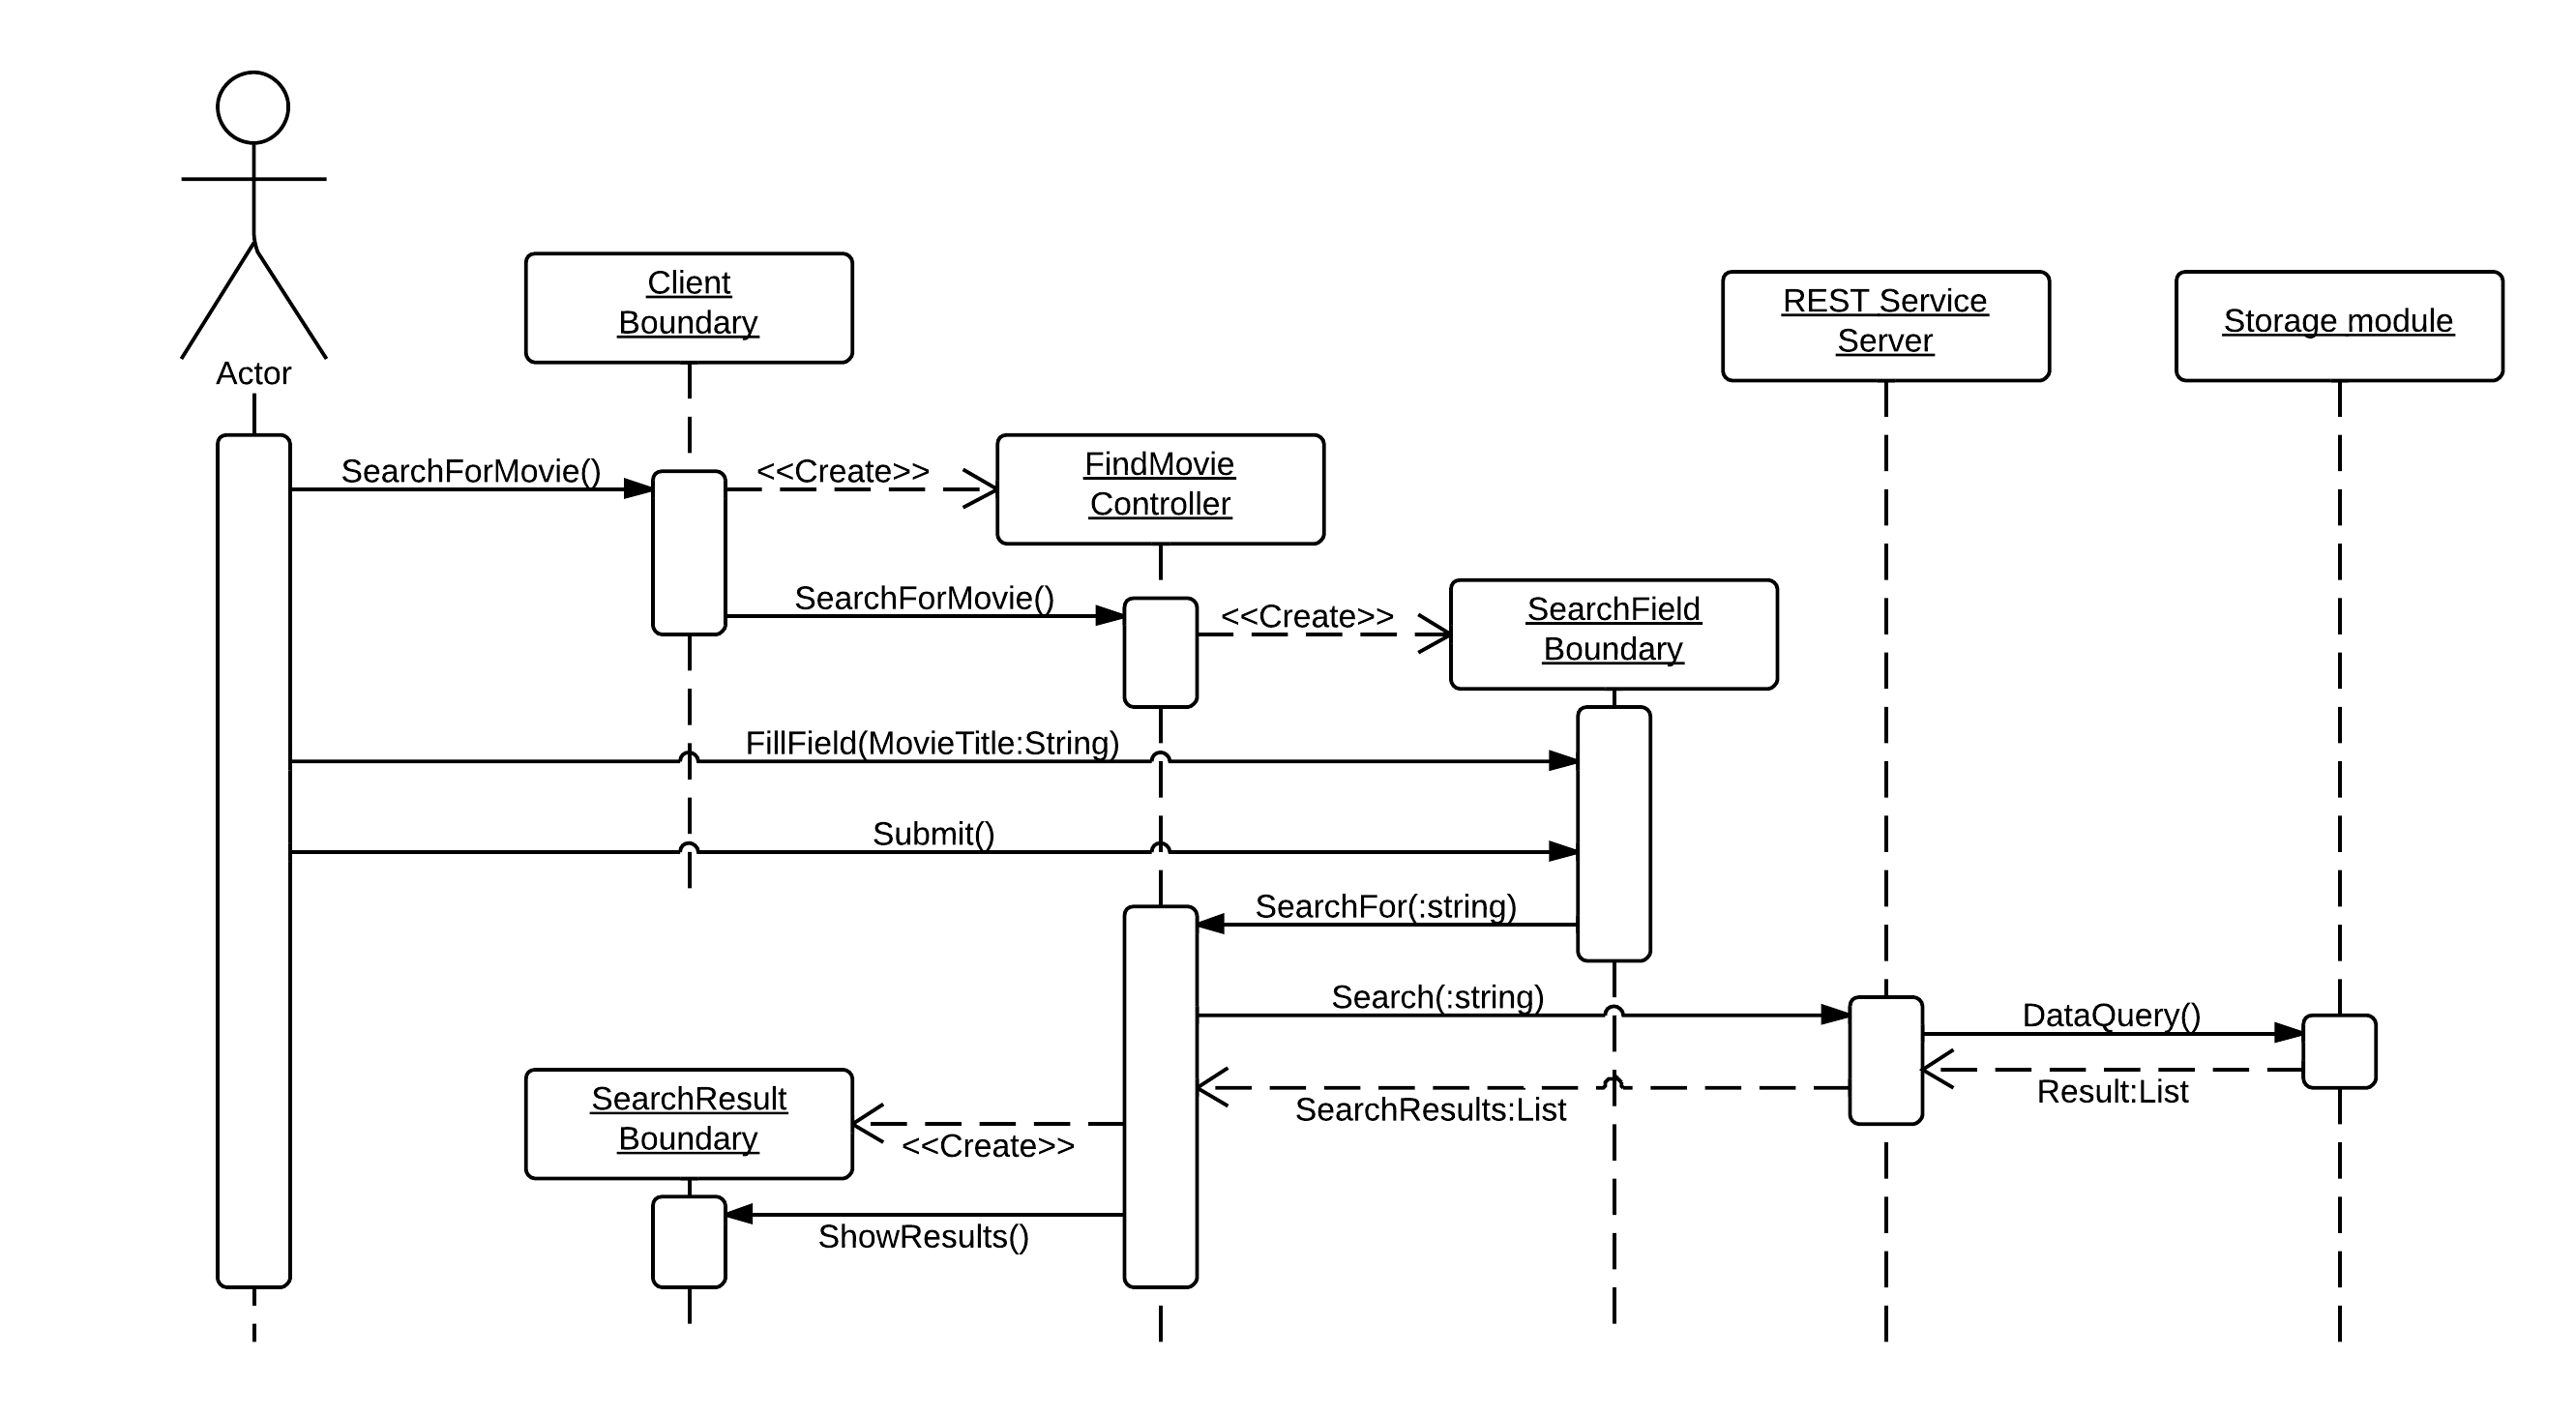 Client
Boundary
REST Service
Server
Storage module
Actor
SearchForMovie()
<<Create>>
FindMovie
Controller
SearchForMovie()
<<Create>>
SearchField
Boundary
FillField(MovieTitle:String)
Submit()
SearchFor(:string)
Search(:string)
DataQuery()
Result:List
SearchResults:List
SearchResult
Boundary
<<Create>>
ShowResults()